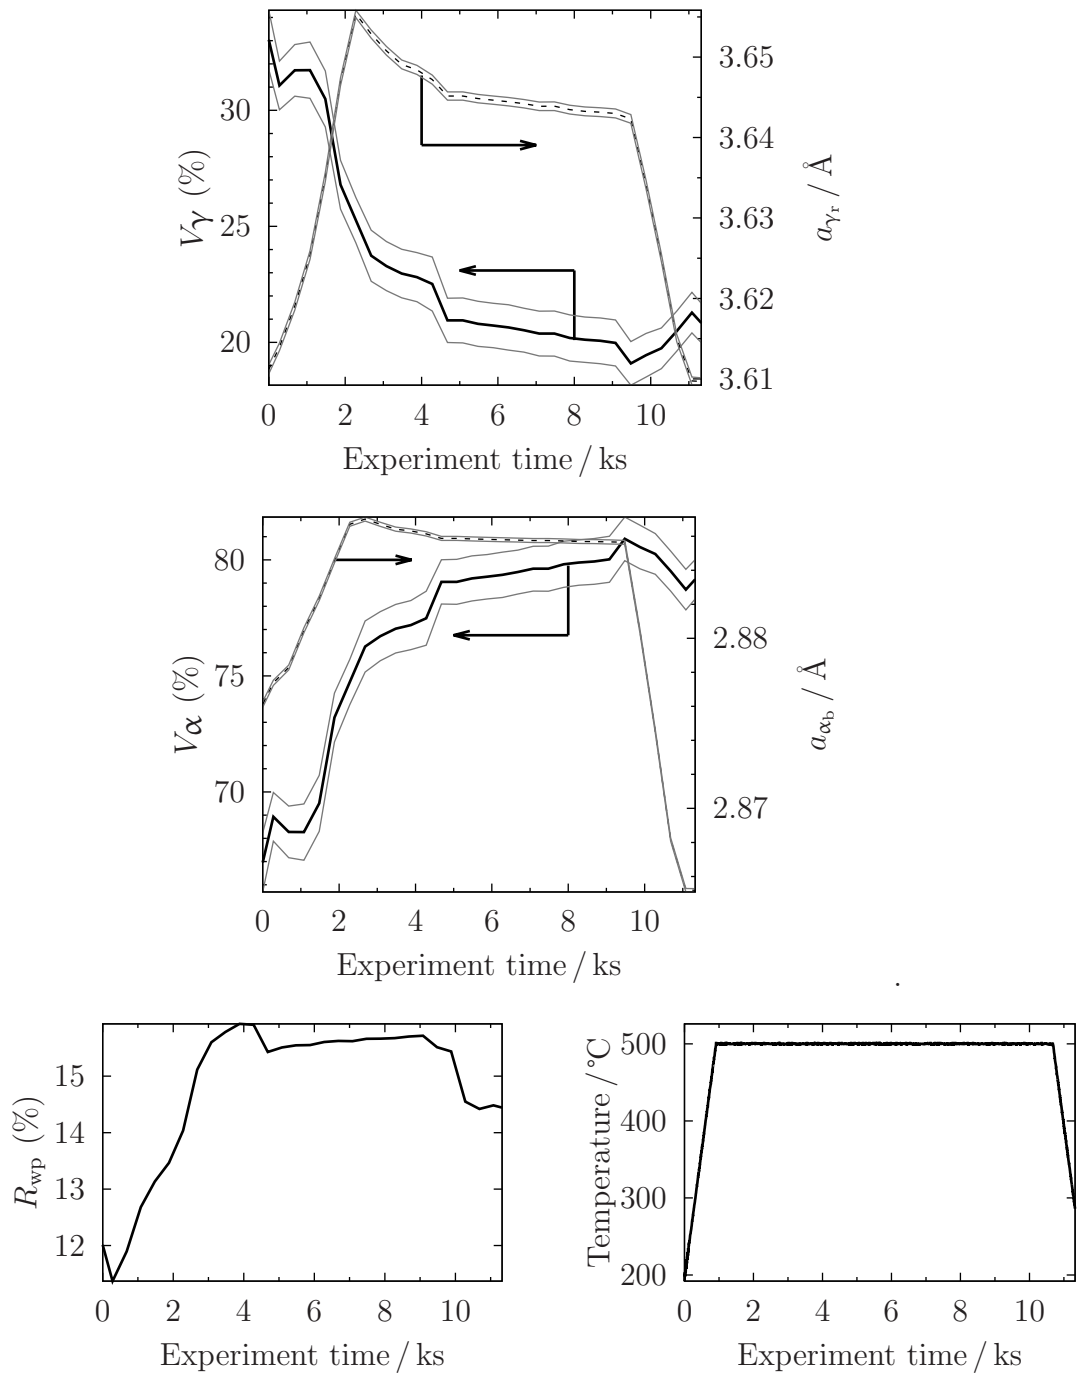 30
25
20
V𝛄 (%)
3.65
3.64
3.63
3.62
3.61
a_γr / Å
0 2 4 6 8 10
Experiment time / ks
80
75
70
V𝛂 (%)
2.88
2.87
a_αb / Å
0 2 4 6 8 10
Experiment time / ks
.
15
14
13
12
R_wp (%)
0 2 4 6 8 10
Experiment time / ks
500
400
300
200
Temperature / °C
0 2 4 6 8 10
Experiment time / ks